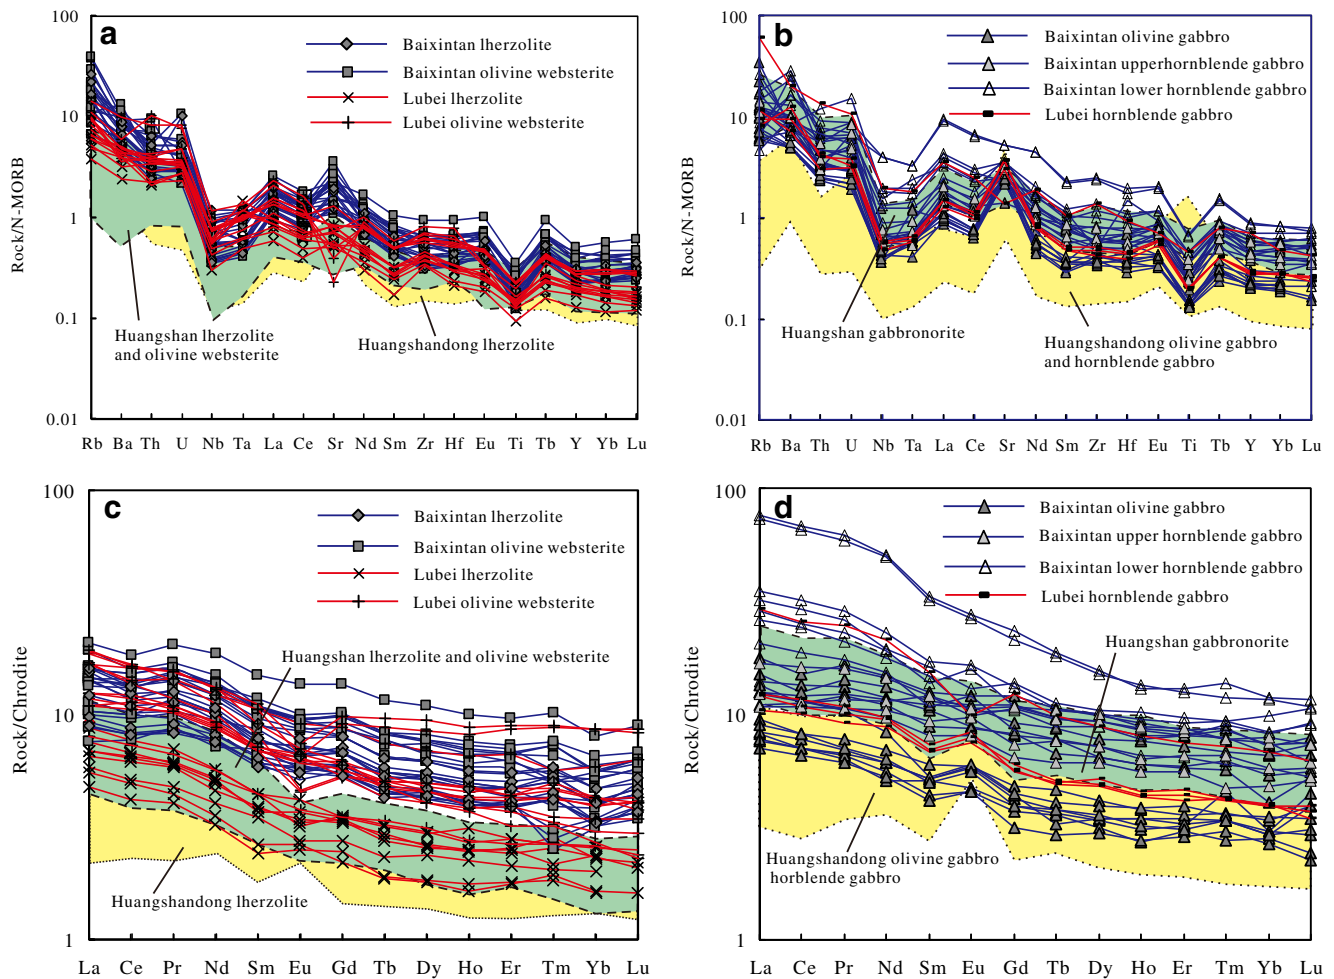 a
100
10
1
0.1
0.01
Rock/N-MORB
Baixintan lherzolite
Baixintan olivine websterite
Lubei lherzolite
Lubei olivine websterite
Huangshan lherzolite
and olivine websterite
Huangshandong lherzolite
Rb Ba Th U Nb Ta La Ce Sr Nd Sm Zr Hf Eu Ti Tb Y Yb Lu
b
100
10
1
0.1
0.01
Rock/N-MORB
Baixintan olivine gabbro
Baixintan upperhornblende gabbro
Baixintan lower hornblende gabbro
Lubei hornblende gabbro
Huangshan gabbronorite
Huangshandong olivine gabbro
and hornblende gabbro
Rb Ba Th U Nb Ta La Ce Sr Nd Sm Zr Hf Eu Ti Tb Y Yb Lu
c
100
10
1
Rock/Chrodite
Baixintan lherzolite
Baixintan olivine websterite
Lubei lherzolite
Lubei olivine websterite
Huangshan lherzolite and olivine websterite
Huangshandong lherzolite
La Ce Pr Nd Sm Eu Gd Tb Dy Ho Er Tm Yb Lu
d
100
10
1
Rock/Chrodite
Baixintan olivine gabbro
Baixintan upper hornblende gabbro
Baixintan lower hornblende gabbro
Lubei hornblende gabbro
Huangshan gabbronorite
Huangshandong olivine gabbro
horblende gabbro
La Ce Pr Nd Sm Eu Gd Tb Dy Ho Er Tm Yb Lu